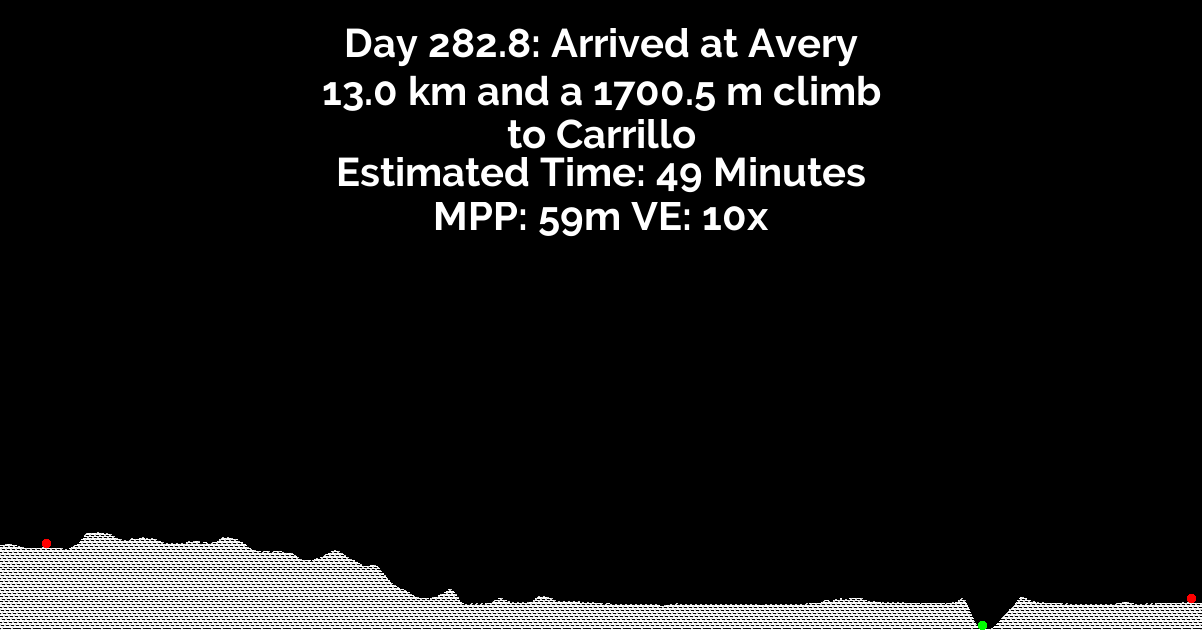 Day 282.8: Arrived at Avery
13.0 km and a 1700.5 m climb
to Carrillo
Estimated Time: 49 Minutes
MPP: 59m VE: 10x